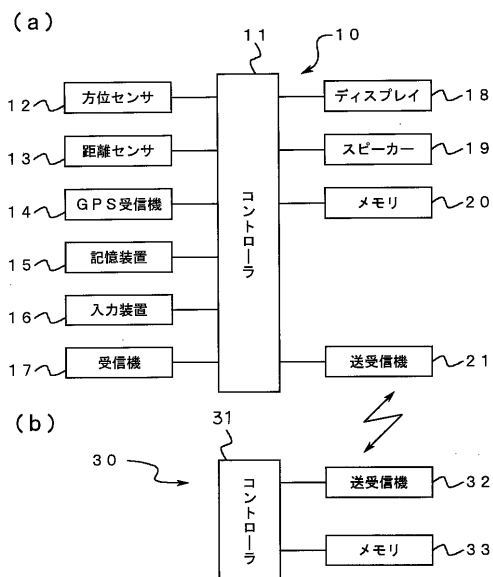 (a)
11
10
12
方位センサ
13
距離センサ
14
GPS受信機
15
記憶装置
16
入力装置
17
受信機
コントローラ
ディスプレイ
18
スピーカー
19
メモリ
20
送受信機
21
(b)
31
30
コントローラ
送受信機
32
メモリ
33